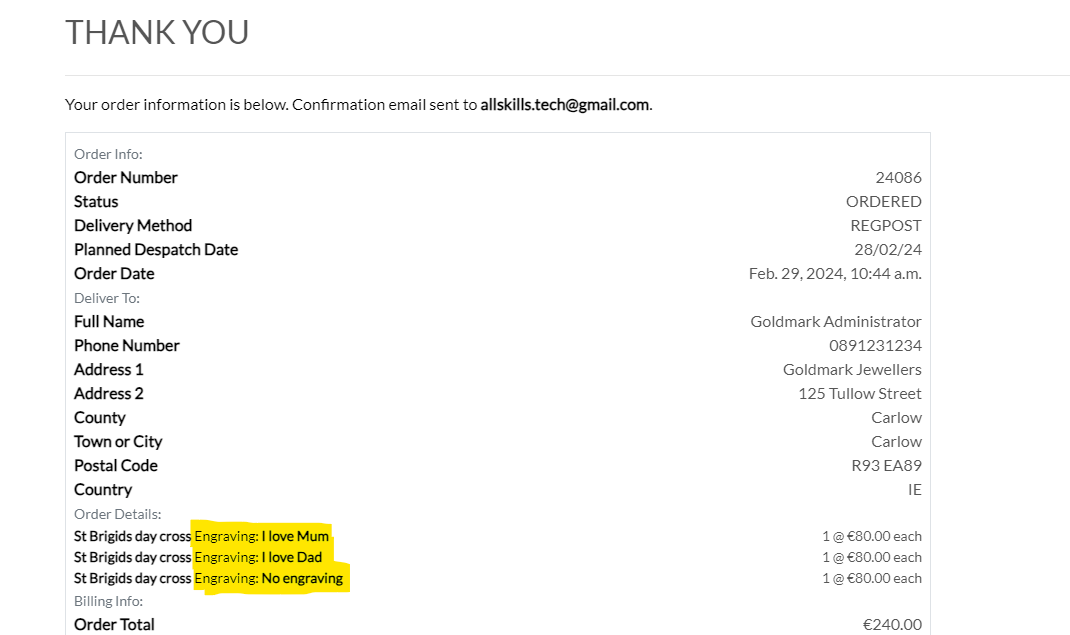 THANK YOU
Your order information is below. Confirmation email sent to allskills.tech@gmail.com.
Order Info:
Order Number 24086
Status ORDERED
Delivery Method REGPOST
Planned Despatch Date 28/02/24
Order Date Feb. 29, 2024, 10:44 a.m.
Deliver To:
Full Name Goldmark Administrator
Phone Number 0891231234
Address 1 Goldmark Jewellers
Address 2 125 Tullow Street
County Carlow
Town or City Carlow
Postal Code R93 EA89
Country IE
Order Details:
St Brigids day cross Engraving: I love Mum 1 @ €80.00 each
St Brigids day cross Engraving: I love Dad 1 @ €80.00 each
St Brigids day cross Engraving: No engraving 1 @ €80.00 each
Billing Info:
Order Total €240.00